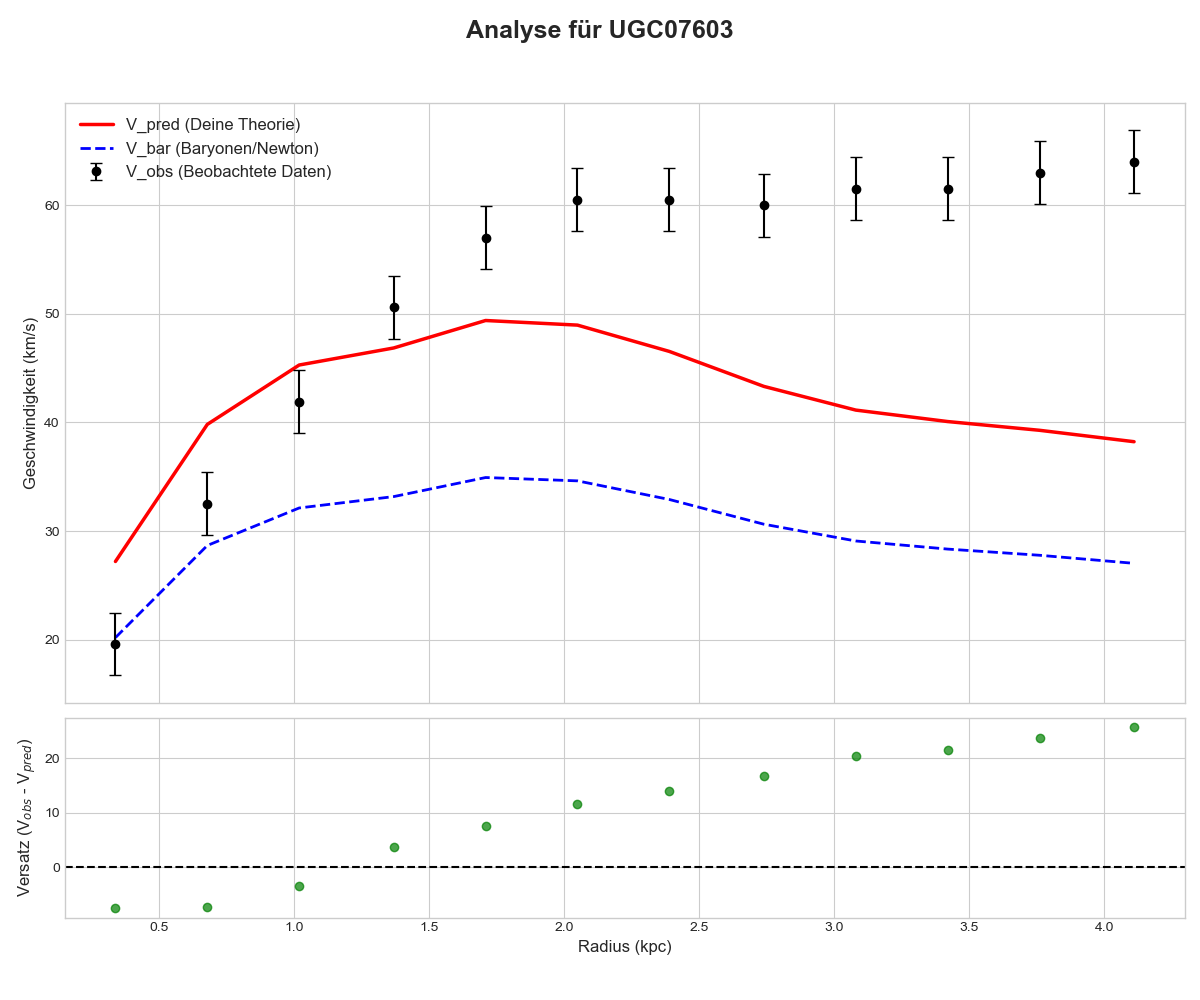 Analyse für UGC07603
V_pred (Deine Theorie)
V_bar (Baryonen/Newton)
V_obs (Beobachtete Daten)
Geschwindigkeit (km/s)
60
50
40
30
20
Versatz (V_obs - V_pred)
20
10
0
0.5 1.0 1.5 2.0 2.5 3.0 3.5 4.0
Radius (kpc)